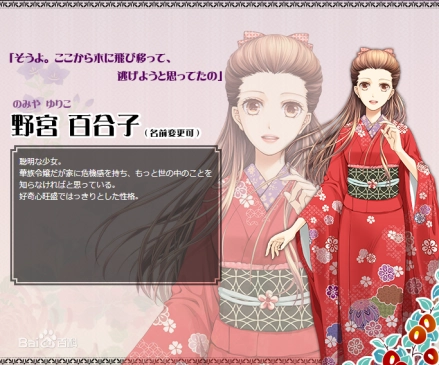 「そうよ。ここから木に飛び移って、
逃げようと思ってたの」
のみや ゆりこ
野宮 百合子（名前変更可）
聡明な少女。
華族令嬢だが家に危機感を持ち、もっと世の中のことを
知らなければと思っている。
好奇心旺盛ではっきりとした性格。